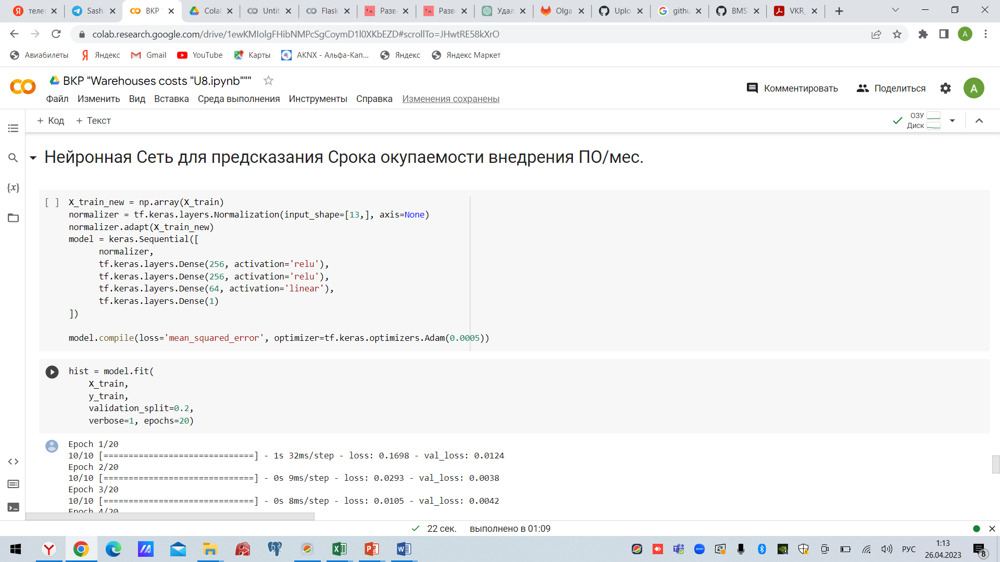 телег
Sash
BKP "
Colal
Untit
Flask
Разв
Разв
Удал
Olga
Uplo
githu
BMS
VKR_
colab.research.google.com/drive/1ewKMIolgFHibNMPcSgCoymD1l0XKbEZD#scrollTo=JHwtRE58kXrO
A
Авиабилеты
Яндекс
Gmail
YouTube
Карты
AKNX - Альфа-Кап...
Яндекс
Яндекс Маркет
BKP "Warehouses costs "U8.ipynb"""
Файл Изменить Вид Вставка Среда выполнения Инструменты Справка Изменения сохранены
Комментировать
Поделиться
A
+ Код + Текст
ОЗУ
Диск
Нейронная Сеть для предсказания Срока окупаемости внедрения ПО/мес.
{x}
[ ] X_train_new = np.array(X_train)
normalizer = tf.keras.layers.Normalization(input_shape=[13,], axis=None)
normalizer.adapt(X_train_new)
model = keras.Sequential([
normalizer,
tf.keras.layers.Dense(256, activation='relu'),
tf.keras.layers.Dense(256, activation='relu'),
tf.keras.layers.Dense(64, activation='linear'),
tf.keras.layers.Dense(1)
])
model.compile(loss='mean_squared_error', optimizer=tf.keras.optimizers.Adam(0.0005))
hist = model.fit(
X_train,
y_train,
validation_split=0.2,
verbose=1, epochs=20)
Epoch 1/20
10/10 [==============================] - 1s 32ms/step - loss: 0.1698 - val_loss: 0.0124
Epoch 2/20
10/10 [==============================] - 0s 9ms/step - loss: 0.0293 - val_loss: 0.0038
Epoch 3/20
10/10 [==============================] - 0s 8ms/step - loss: 0.0105 - val_loss: 0.0042
Epoch 4/20
22 сек. выполнено в 01:09
РУС
1:13
26.04.2023
8